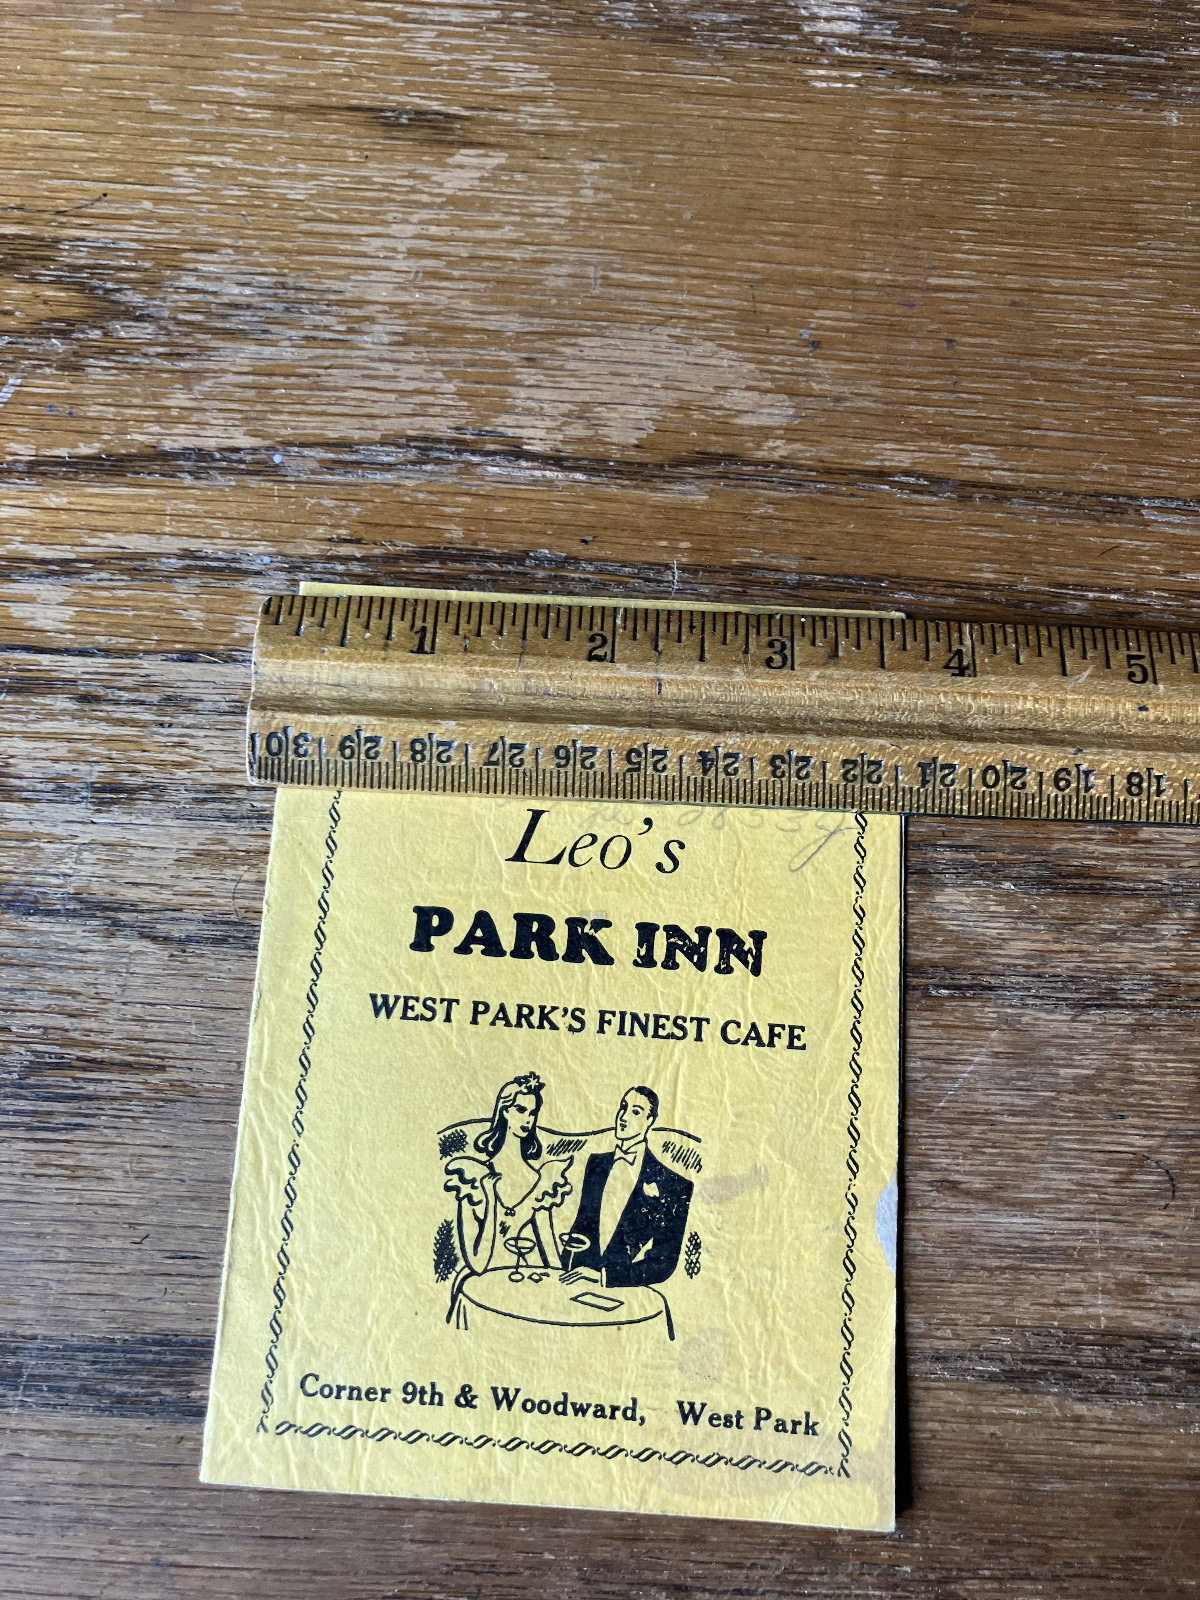 1 2 3 4 5
30 29 28 27 26 25 24 23 22 21 20 19 18
Leo's
PARK INN
WEST PARK'S FINEST CAFE
Corner 9th & Woodward, West Park